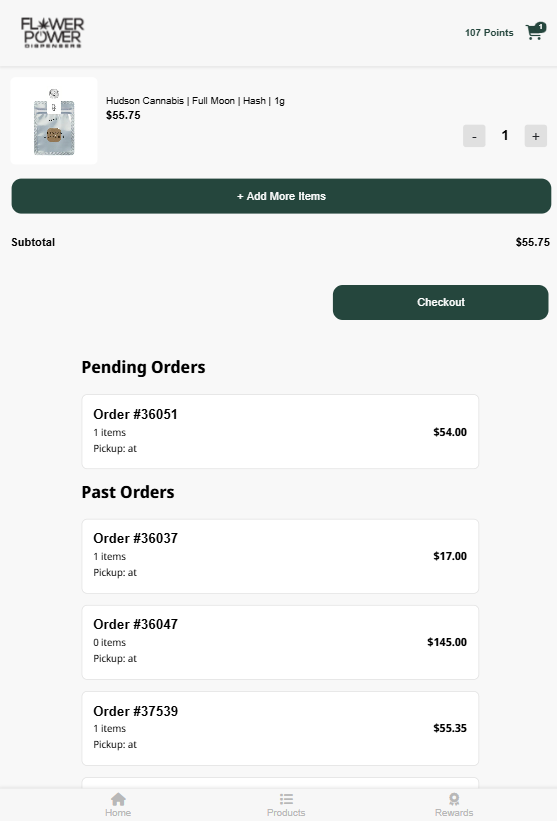 FLOWER
POWER
DISPENSERS
107 Points
1
Hudson Cannabis | Full Moon | Hash | 1g
$55.75
- 1 +
+ Add More Items
Subtotal $55.75
Checkout
Pending Orders
Order #36051
1 items
$54.00
Pickup: at
Past Orders
Order #36037
1 items
$17.00
Pickup: at
Order #36047
0 items
$145.00
Pickup: at
Order #37539
1 items
$55.35
Pickup: at
Home Products Rewards